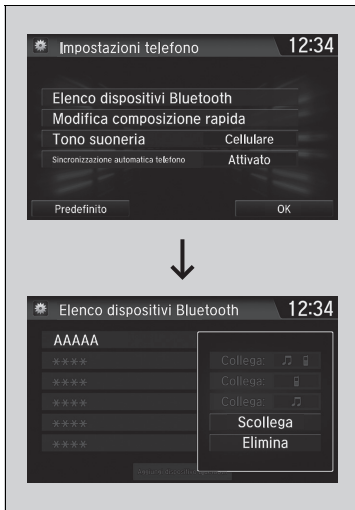 Impostazioni telefono 12:34
Elenco dispositivi Bluetooth
Modifica composizione rapida
Tono suoneria Cellulare
Sincronizzazione automatica telefono Attivato
Predefinito OK
Elenco dispositivi Bluetooth 12:34
AAAAA
**** Collega:
**** Collega:
**** Collega:
**** Scollega
**** Elimina